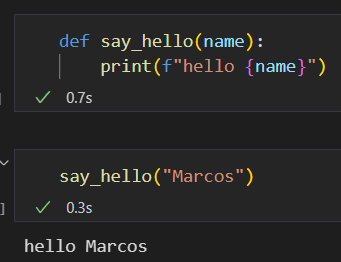 def say_hello(name):
    print(f"hello {name}")
✓ 0.7s
say_hello("Marcos")
]
✓ 0.3s
hello Marcos